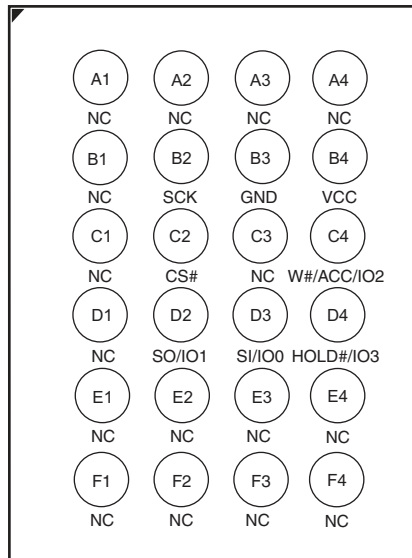 A1 A2 A3 A4
NC NC NC NC
B1 B2 B3 B4
NC SCK GND VCC
C1 C2 C3 C4
NC CS# NC W#/ACC/IO2
D1 D2 D3 D4
NC SO/IO1 SI/IO0 HOLD#/IO3
E1 E2 E3 E4
NC NC NC NC
F1 F2 F3 F4
NC NC NC NC